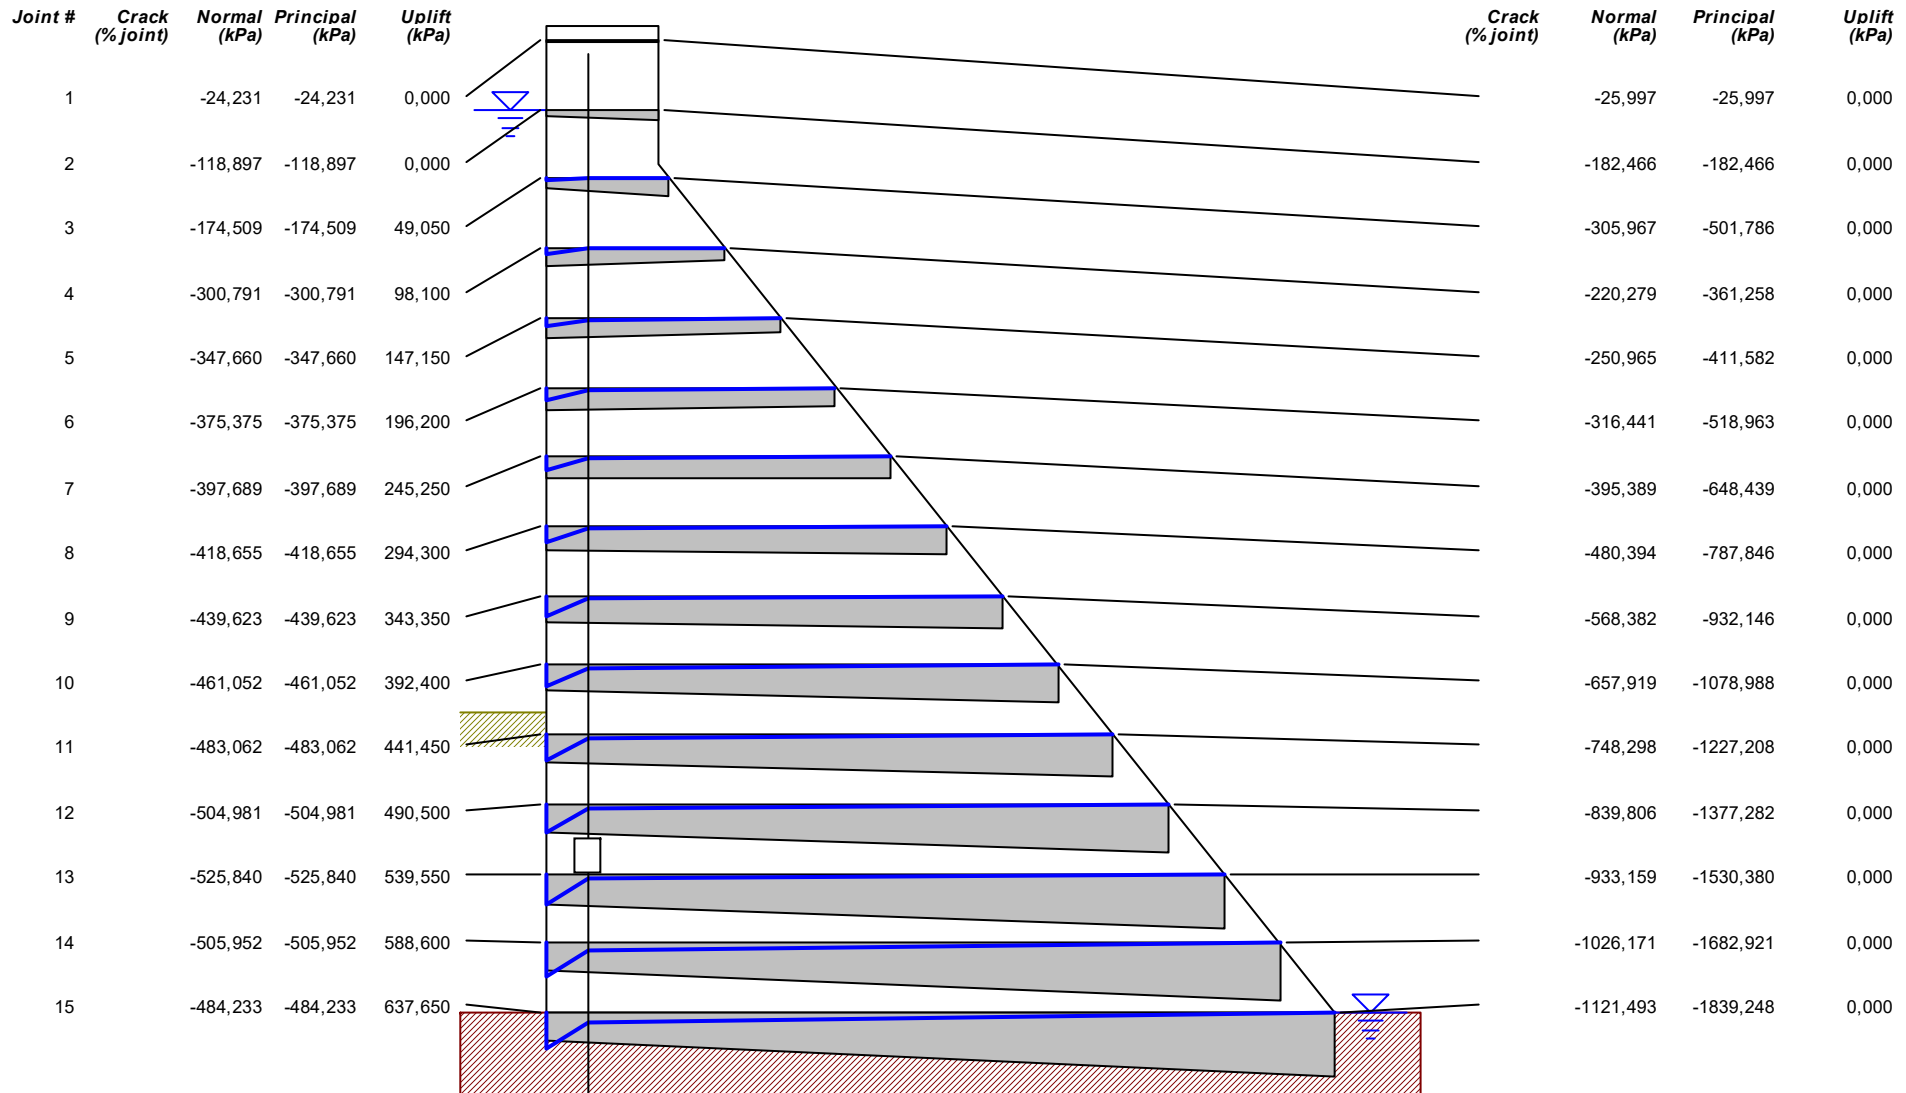 Joint # Crack Normal Principal Uplift Crack Normal Principal Uplift
(% joint) (kPa) (kPa) (kPa) (% joint) (kPa) (kPa) (kPa)
1 -24,231 -24,231 0,000 -25,997 -25,997 0,000
2 -118,897 -118,897 0,000 -182,466 -182,466 0,000
3 -174,509 -174,509 49,050 -305,967 -501,786 0,000
4 -300,791 -300,791 98,100 -220,279 -361,258 0,000
5 -347,660 -347,660 147,150 -250,965 -411,582 0,000
6 -375,375 -375,375 196,200 -316,441 -518,963 0,000
7 -397,689 -397,689 245,250 -395,389 -648,439 0,000
8 -418,655 -418,655 294,300 -480,394 -787,846 0,000
9 -439,623 -439,623 343,350 -568,382 -932,146 0,000
10 -461,052 -461,052 392,400 -657,919 -1078,988 0,000
11 -483,062 -483,062 441,450 -748,298 -1227,208 0,000
12 -504,981 -504,981 490,500 -839,806 -1377,282 0,000
13 -525,840 -525,840 539,550 -933,159 -1530,380 0,000
14 -505,952 -505,952 588,600 -1026,171 -1682,921 0,000
15 -484,233 -484,233 637,650 -1121,493 -1839,248 0,000